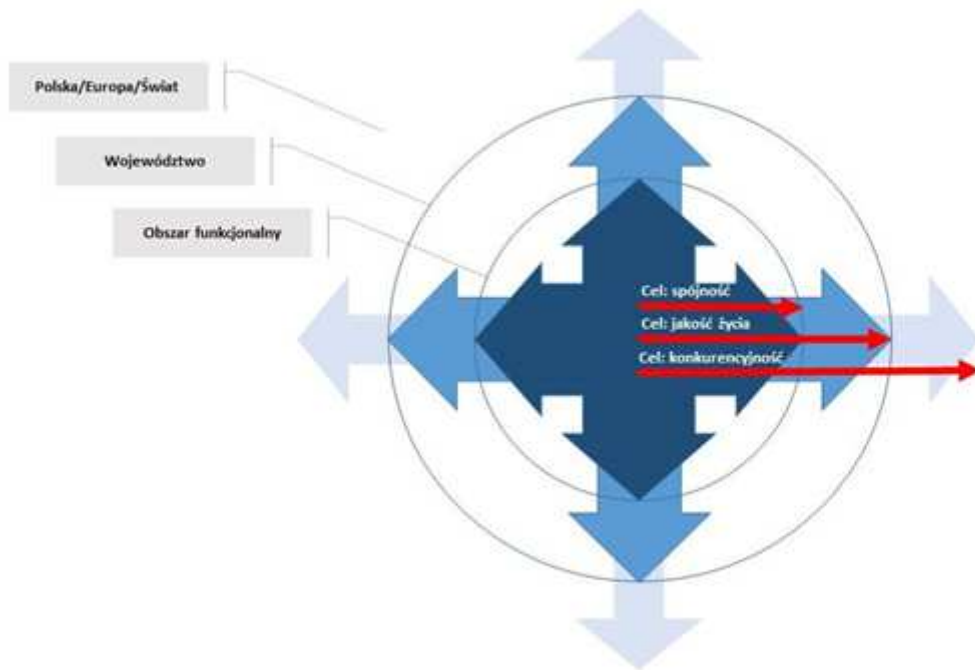 Polska/Europa/Świat
Województwo
Obszar funkcjonalny
Cel: spójność
Cel: jakość życia
Cel: konkurencyjność